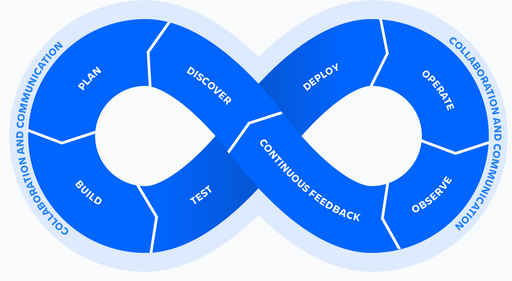 COLLABORATION AND COMMUNICATION
PLAN
DISCOVER
DEPLOY
OPERATE
COLLABORATION AND COMMUNICATION
BUILD
TEST
CONTINUOUS FEEDBACK
OBSERVE